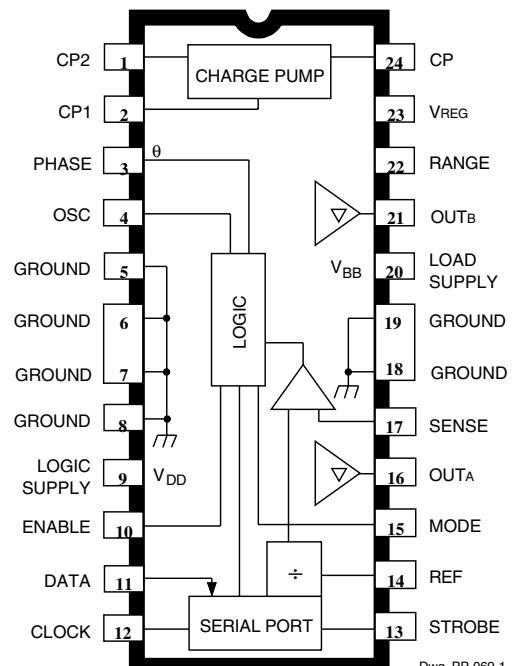 CP2 1 CHARGE PUMP 24 CP
CP1 2 23 VREG
PHASE 3 θ 22 RANGE
OSC 4 21 OUTB
GROUND 5 VBB 20 LOAD
SUPPLY
GROUND 6 LOGIC 19 GROUND
GROUND 7 18 GROUND
GROUND 8 17 SENSE
LOGIC
SUPPLY 9 VDD 16 OUTA
ENABLE 10 15 MODE
DATA 11 ÷ 14 REF
CLOCK 12 SERIAL PORT 13 STROBE
Dwg. PP-069-1